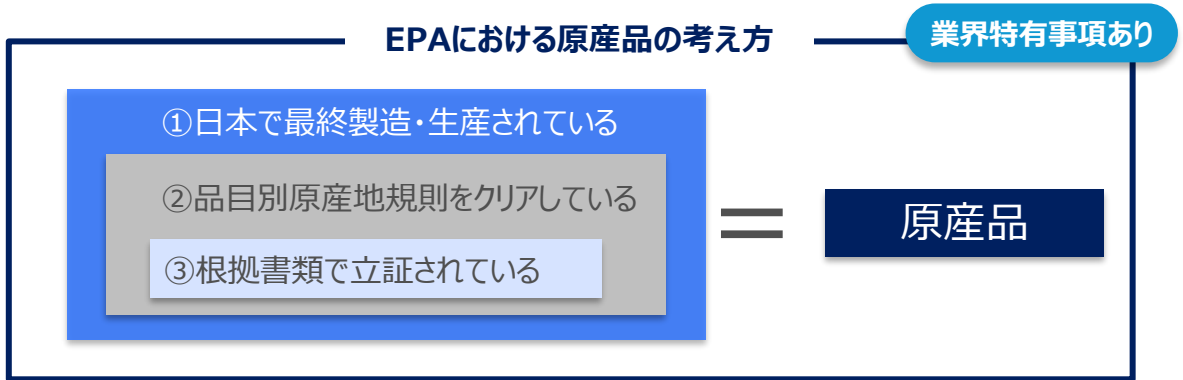 EPAにおける原産品の考え方
業界特有事項あり
①日本で最終製造・生産されている
②品目別原産地規則をクリアしている
③根拠書類で立証されている
＝
原産品